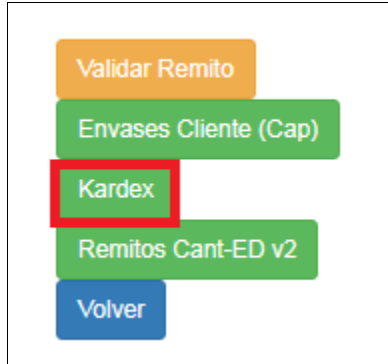 Validar Remito
Envases Cliente (Cap)
Kardex
Remitos Cant-ED v2
Volver